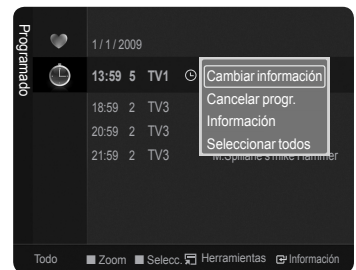 Programado
1 / 1 / 2009
13:59 5 TV1
18:59 2 TV3
20:59 2 TV3
21:59 2 TV3 M.Spillane's mike Hammer
Cambiar información
Cancelar progr.
Información
Seleccionar todos
Todo Zoom Selecc. Herramientas Información